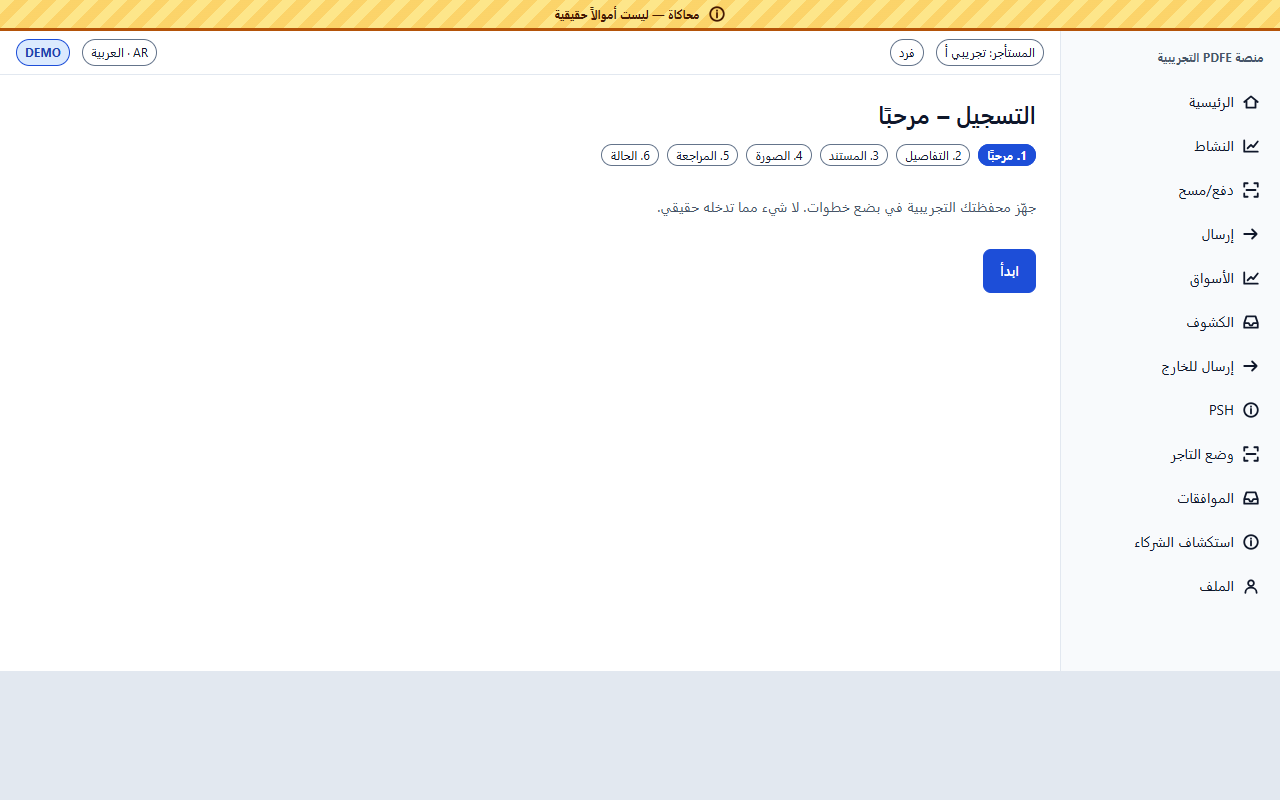 محاكاة — ليست أموالاً حقيقية
منصة PDFE التجريبية
المستأجر: تجريبي أ
فرد
AR · العربية
DEMO
الرئيسية
النشاط
دفع/مسح
إرسال
الأسواق
الكشوف
إرسال للخارج
PSH
وضع التاجر
الموافقات
استكشاف الشركاء
الملف
التسجيل – مرحبًا
1. مرحبًا
2. التفاصيل
3. المستند
4. الصورة
5. المراجعة
6. الحالة
جهّز محفظتك التجريبية في بضع خطوات. لا شيء مما تدخله حقيقي.
ابدأ